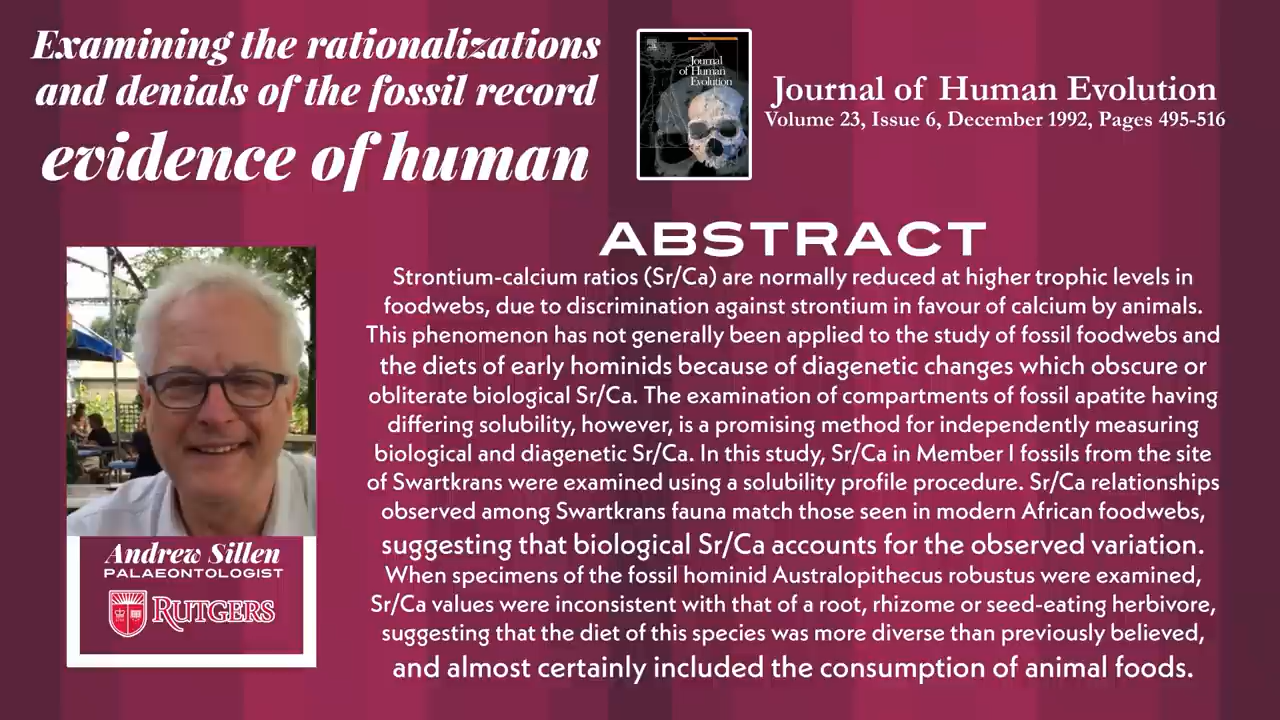 Examining the rationalizations
and denials of the fossil record
evidence of human
Journal
of Human
Evolution
Journal of Human Evolution
Volume 23, Issue 6, December 1992, Pages 495-516
ABSTRACT
Strontium-calcium ratios (Sr/Ca) are normally reduced at higher trophic levels in
foodwebs, due to discrimination against strontium in favour of calcium by animals.
This phenomenon has not generally been applied to the study of fossil foodwebs and
the diets of early hominids because of diagenetic changes which obscure or
obliterate biological Sr/Ca. The examination of compartments of fossil apatite having
differing solubility, however, is a promising method for independently measuring
biological and diagenetic Sr/Ca. In this study, Sr/Ca in Member I fossils from the site
of Swartkrans were examined using a solubility profile procedure. Sr/Ca relationships
observed among Swartkrans fauna match those seen in modern African foodwebs,
suggesting that biological Sr/Ca accounts for the observed variation.
When specimens of the fossil hominid Australopithecus robustus were examined,
Sr/Ca values were inconsistent with that of a root, rhizome or seed-eating herbivore,
suggesting that the diet of this species was more diverse than previously believed,
and almost certainly included the consumption of animal foods.
Andrew Sillen
PALAEONTOLOGIST
RUTGERS